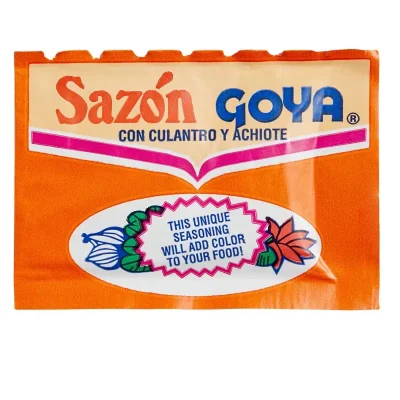 Sazón GOYA®
CON CULANTRO Y ACHIOTE
THIS UNIQUE
SEASONING
WILL ADD COLOR
TO YOUR FOOD!